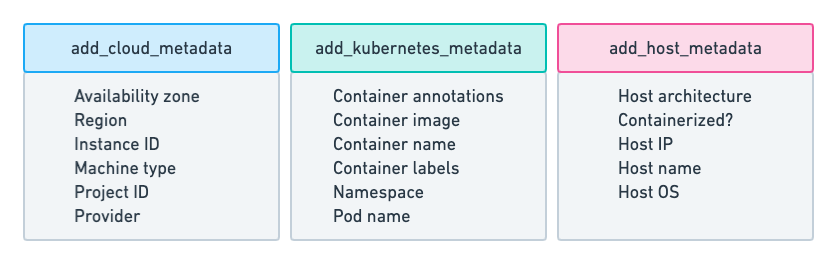 add_cloud_metadata
Availability zone
Region
Instance ID
Machine type
Project ID
Provider
add_kubernetes_metadata
Container annotations
Container image
Container name
Container labels
Namespace
Pod name
add_host_metadata
Host architecture
Containerized?
Host IP
Host name
Host OS